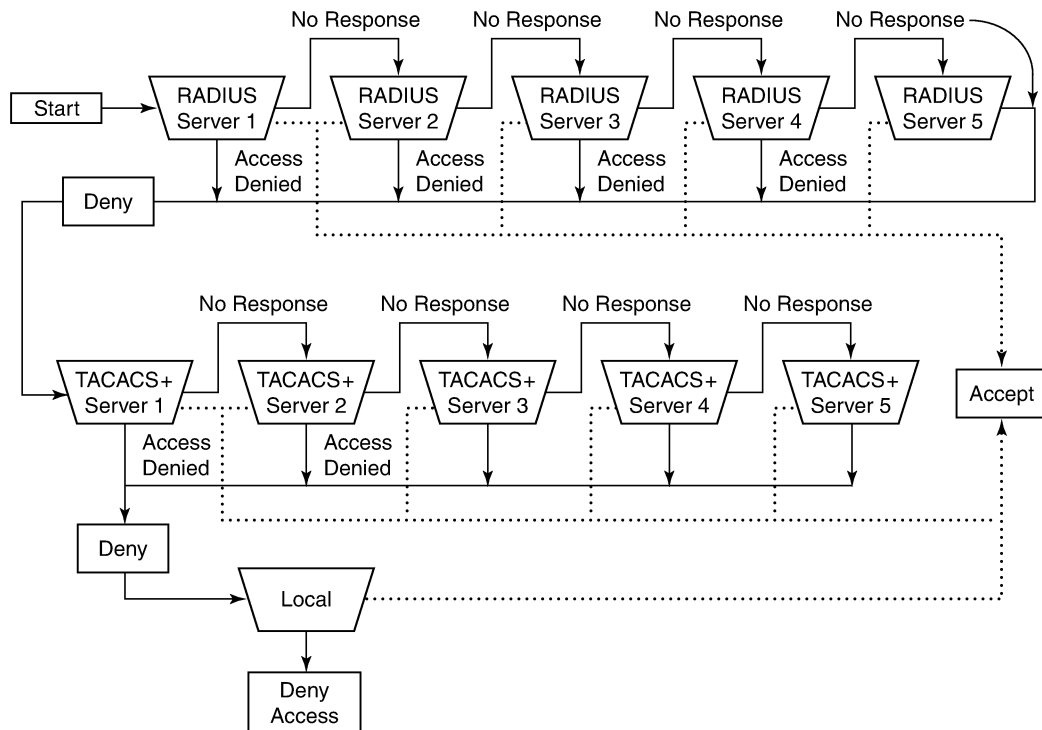 No Response
No Response
No Response
No Response
Start
RADIUS
Server 1
RADIUS
Server 2
RADIUS
Server 3
RADIUS
Server 4
RADIUS
Server 5
Access
Denied
Access
Denied
Access
Denied
Access
Denied
Deny
No Response
No Response
No Response
No Response
TACACS+
Server 1
TACACS+
Server 2
TACACS+
Server 3
TACACS+
Server 4
TACACS+
Server 5
Accept
Access
Denied
Access
Denied
Deny
Local
Deny
Access